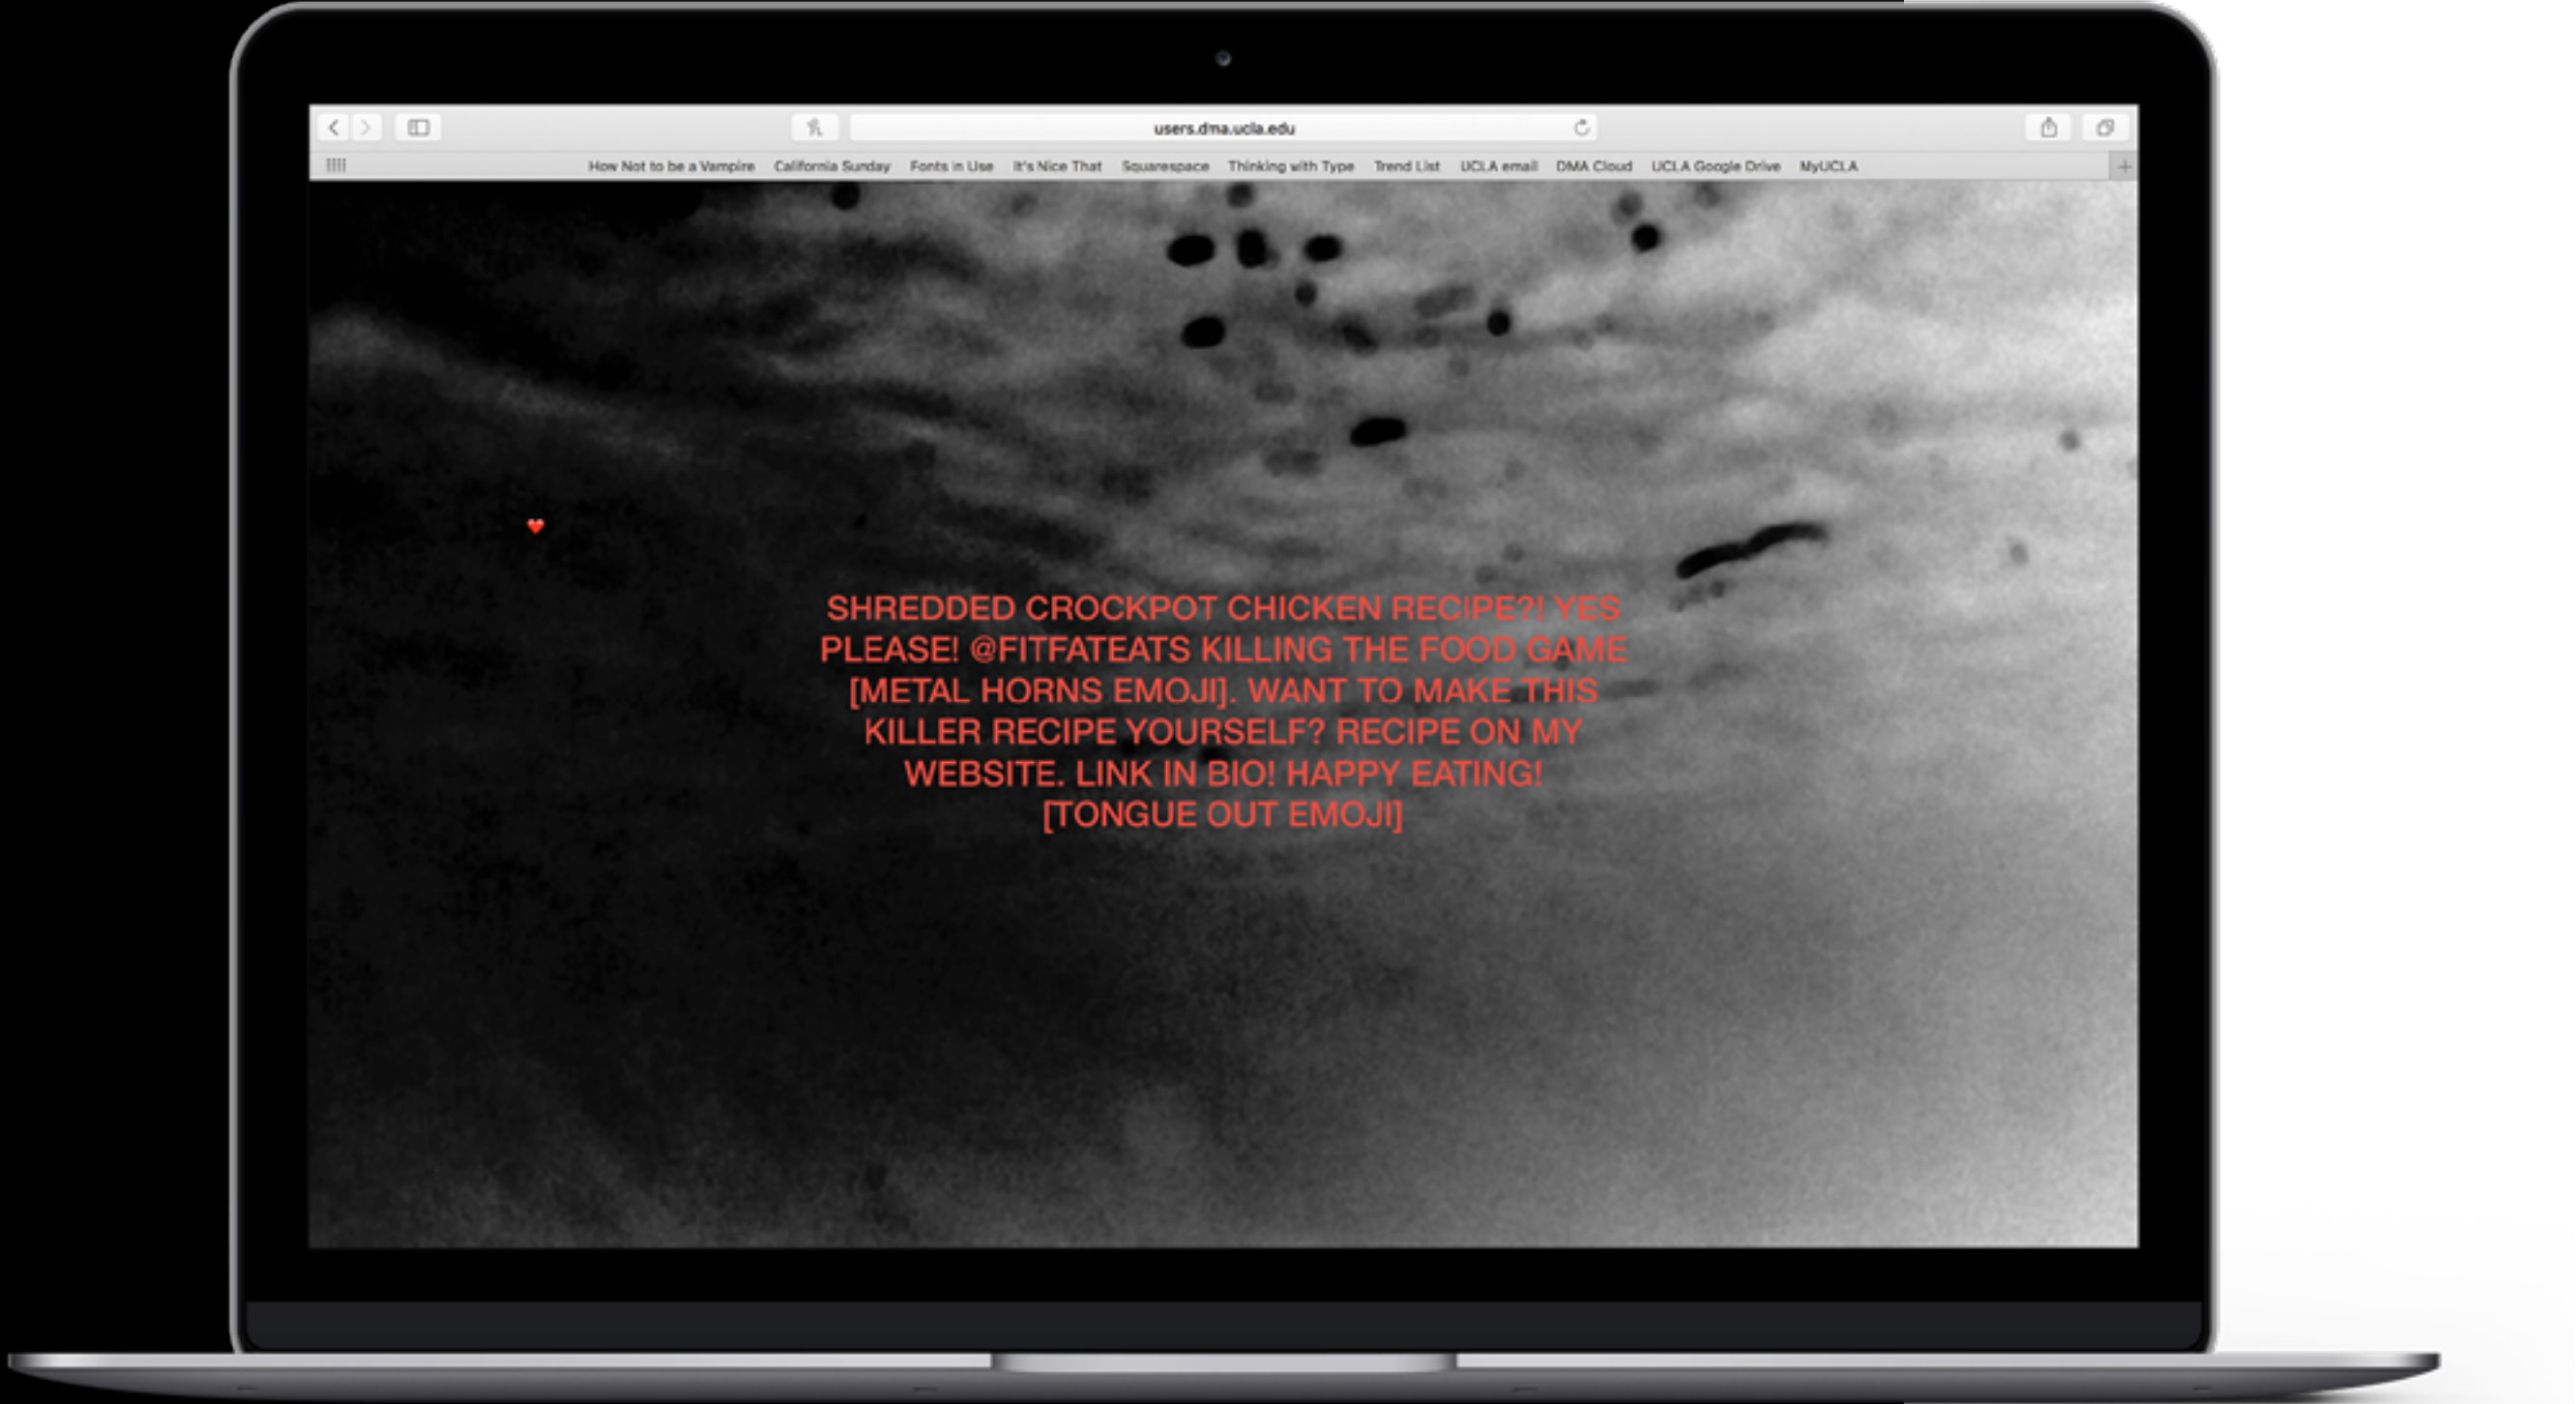 users.dma.ucla.edu
How Not to be a Vampire California Sunday Fonts in Use It's Nice That Squarespace Thinking with Type Trend List UCLA email DMA Cloud UCLA Google Drive MyUCLA
SHREDDED CROCKPOT CHICKEN RECIPE?! YES
PLEASE! @FITFATEATS KILLING THE FOOD GAME
[METAL HORNS EMOJI]. WANT TO MAKE THIS
KILLER RECIPE YOURSELF? RECIPE ON MY
WEBSITE. LINK IN BIO! HAPPY EATING!
[TONGUE OUT EMOJI]